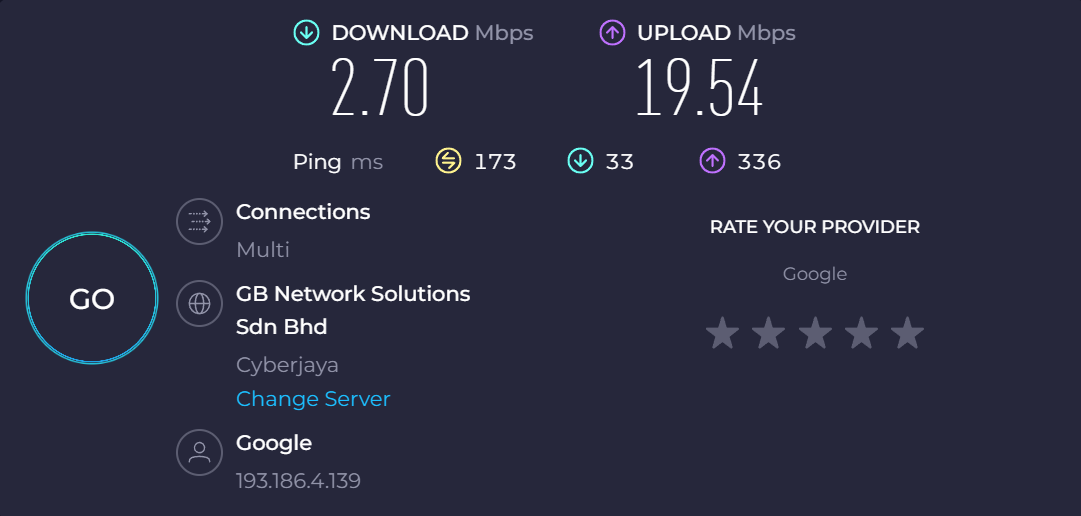 DOWNLOAD Mbps
2.70
UPLOAD Mbps
19.54
Ping ms 173 33 336
GO
Connections
Multi
GB Network Solutions
Sdn Bhd
Cyberjaya
Change Server
Google
193.186.4.139
RATE YOUR PROVIDER
Google